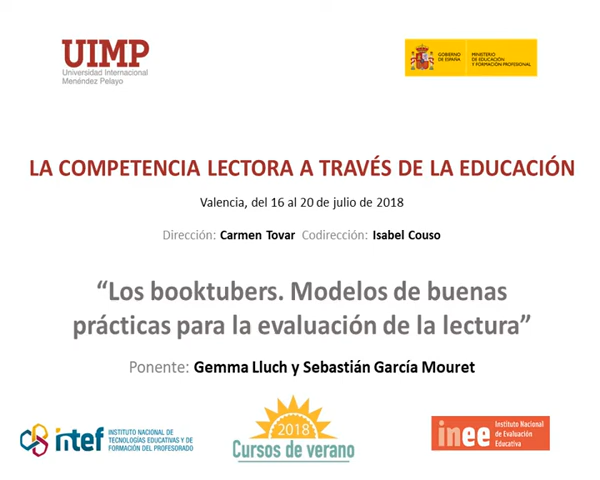 UIMP
Universidad Internacional
Menéndez Pelayo
GOBIERNO
DE ESPAÑA
MINISTERIO
DE EDUCACIÓN
Y FORMACIÓN PROFESIONAL
LA COMPETENCIA LECTORA A TRAVÉS DE LA EDUCACIÓN
Valencia, del 16 al 20 de julio de 2018
Dirección: Carmen Tovar Codirección: Isabel Couso
“Los booktubers. Modelos de buenas
prácticas para la evaluación de la lectura”
Ponente: Gemma Lluch y Sebastián García Mouret
intef
INSTITUTO NACIONAL DE
TECNOLOGÍAS EDUCATIVAS Y DE
FORMACIÓN DEL PROFESORADO
2018
Cursos de verano
inee
Instituto Nacional
de Evaluación
Educativa